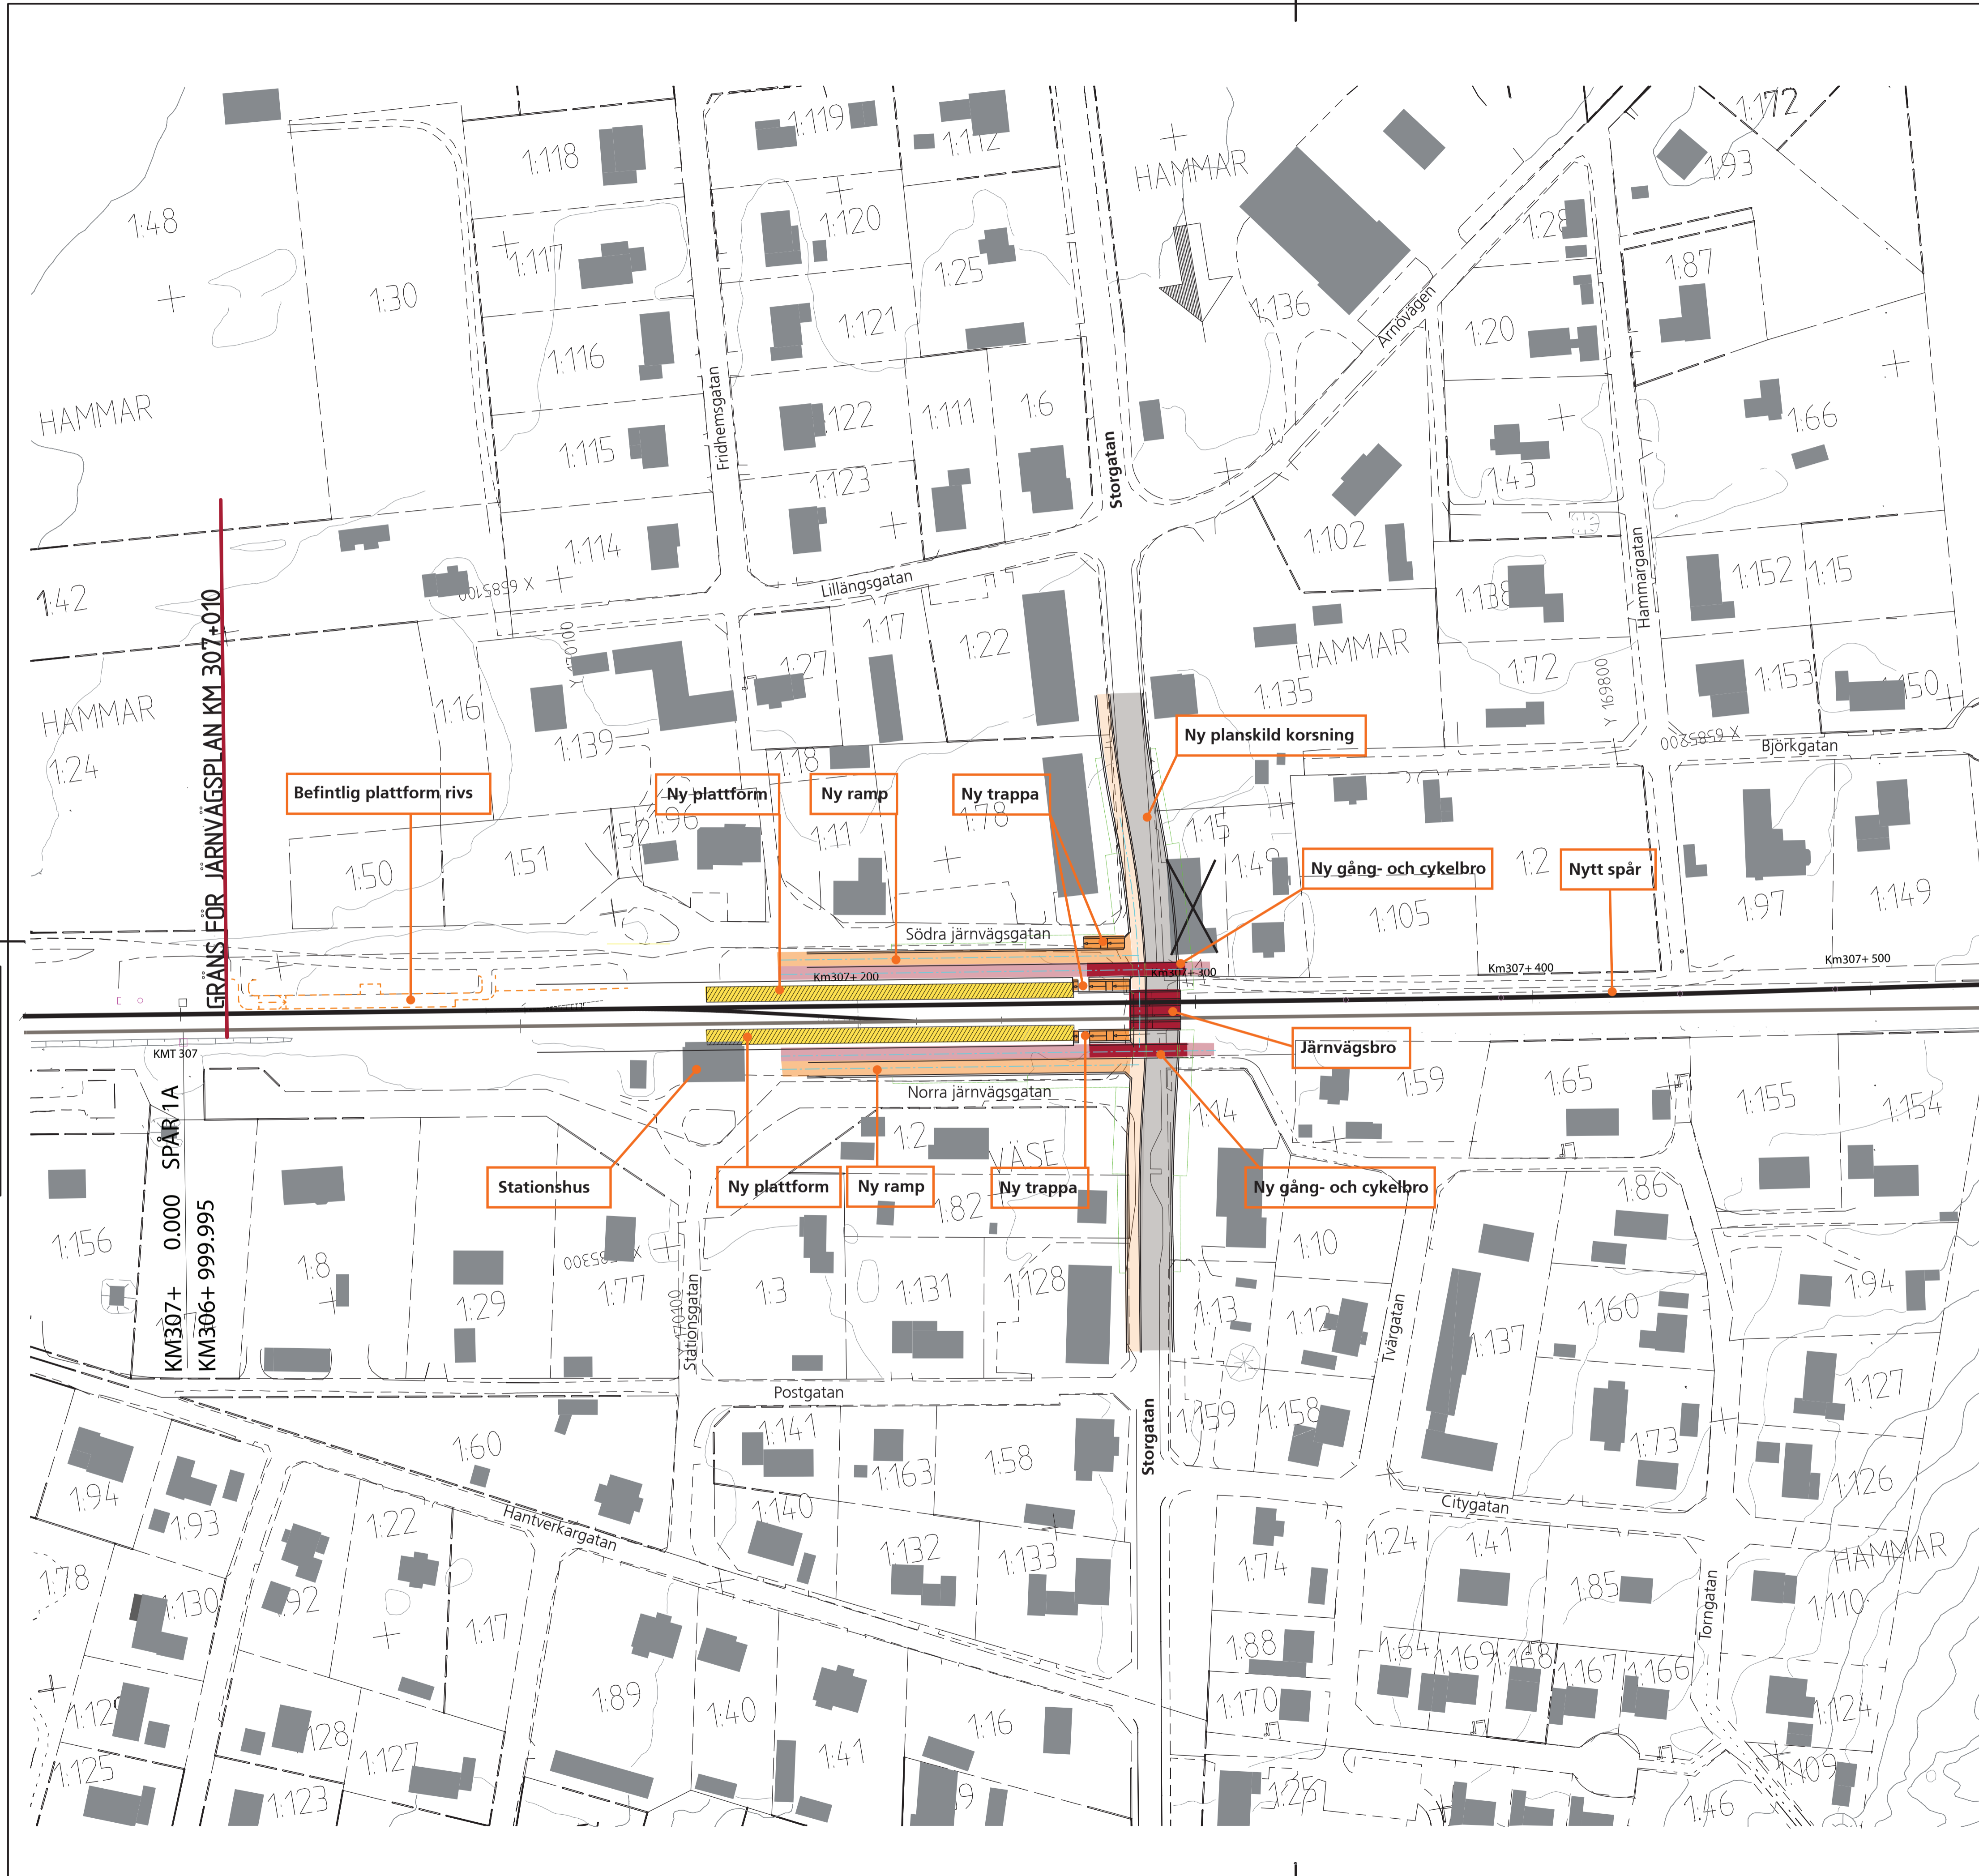 1:172
1:119
1:112
1:118
HAMMAR
1:93
1:48
1:120
1:28
1:117
1:25
1:87
1:30
1:136
1:121
Arnövägen
1:20
1:116
HAMMAR
Fridhemsgatan
122
1:111
1:6
1:66
1:115
Storgatan
1:123
1:43
1:114
1:102
Hammargatan
X 6585100
Lillängsgatan
1:138
1:152
1:15
1:42
GRÄNS FÖR JÄRNVÄGSPLAN KM 307+010
1:17
1:22
HAMMAR
1:27
1:72
1:153
1:150
Y 170100
Y 169800
HAMMAR
1:16
1:135
1:139
Ny planskild korsning
X 6585200
Björkgatan
1:24
1:18
Befintlig plattform rivs
Ny plattform
Ny ramp
Ny trappa
1:52
1:96
1:11
1:78
1:15
1:49
1:2
1:50
1:51
Ny gång- och cykelbro
Nytt spår
1:105
1:97
1:149
Södra järnvägsgatan
Km307+ 200
Km307+ 300
Km307+ 400
Km307+ 500
KMT 307
Järnvägsbro
Norra järnvägsgatan
1:59
1:65
1:155
1:154
1:14
1:2
VÄSE
KM307+ 0.000 SPÅR 1A
KM306+ 999.995
Stationshus
Ny plattform
Ny ramp
Ny trappa
Ny gång- och cykelbro
1:86
1:82
1:156
1:10
1:8
1:77
Stationsgatan
1:3
1:131
1:128
1:94
1:29
1:13
1:12
Tvärgatan
1:137
1:160
Postgatan
1:127
1:141
Storgatan
1:159
1:158
1:60
1:163
1:58
1:73
1:94
1:126
1:93
1:22
Hantverkargatan
1:140
Citygatan
1:132
1:133
1:24
1:41
HAMMAR
1:78
1:74
1:130
1:85
1:110
Torngatan
1:17
1:88
1:64
1:169
1:168
1:167
1:166
1:89
1:40
1:170
1:124
128
1:16
1:127
1:41
1:125
1:109
1:123
1:25
1:46